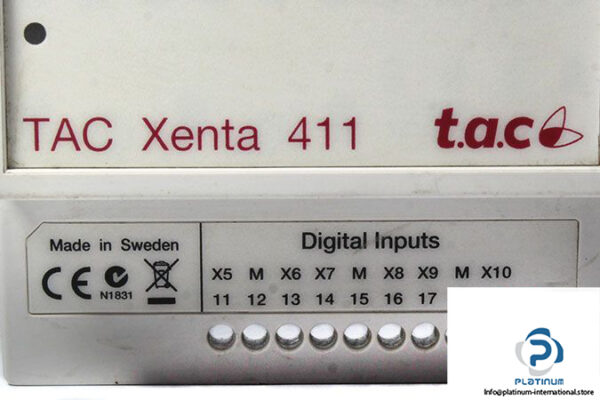 TAC Xenta 411
t.a.c
Made in Sweden
CE
N1831
Digital Inputs
X5 M X6 X7 M X8 X9 M X10
11 12 13 14 15 16 17
PLATINUM
Info@platinum-international.store